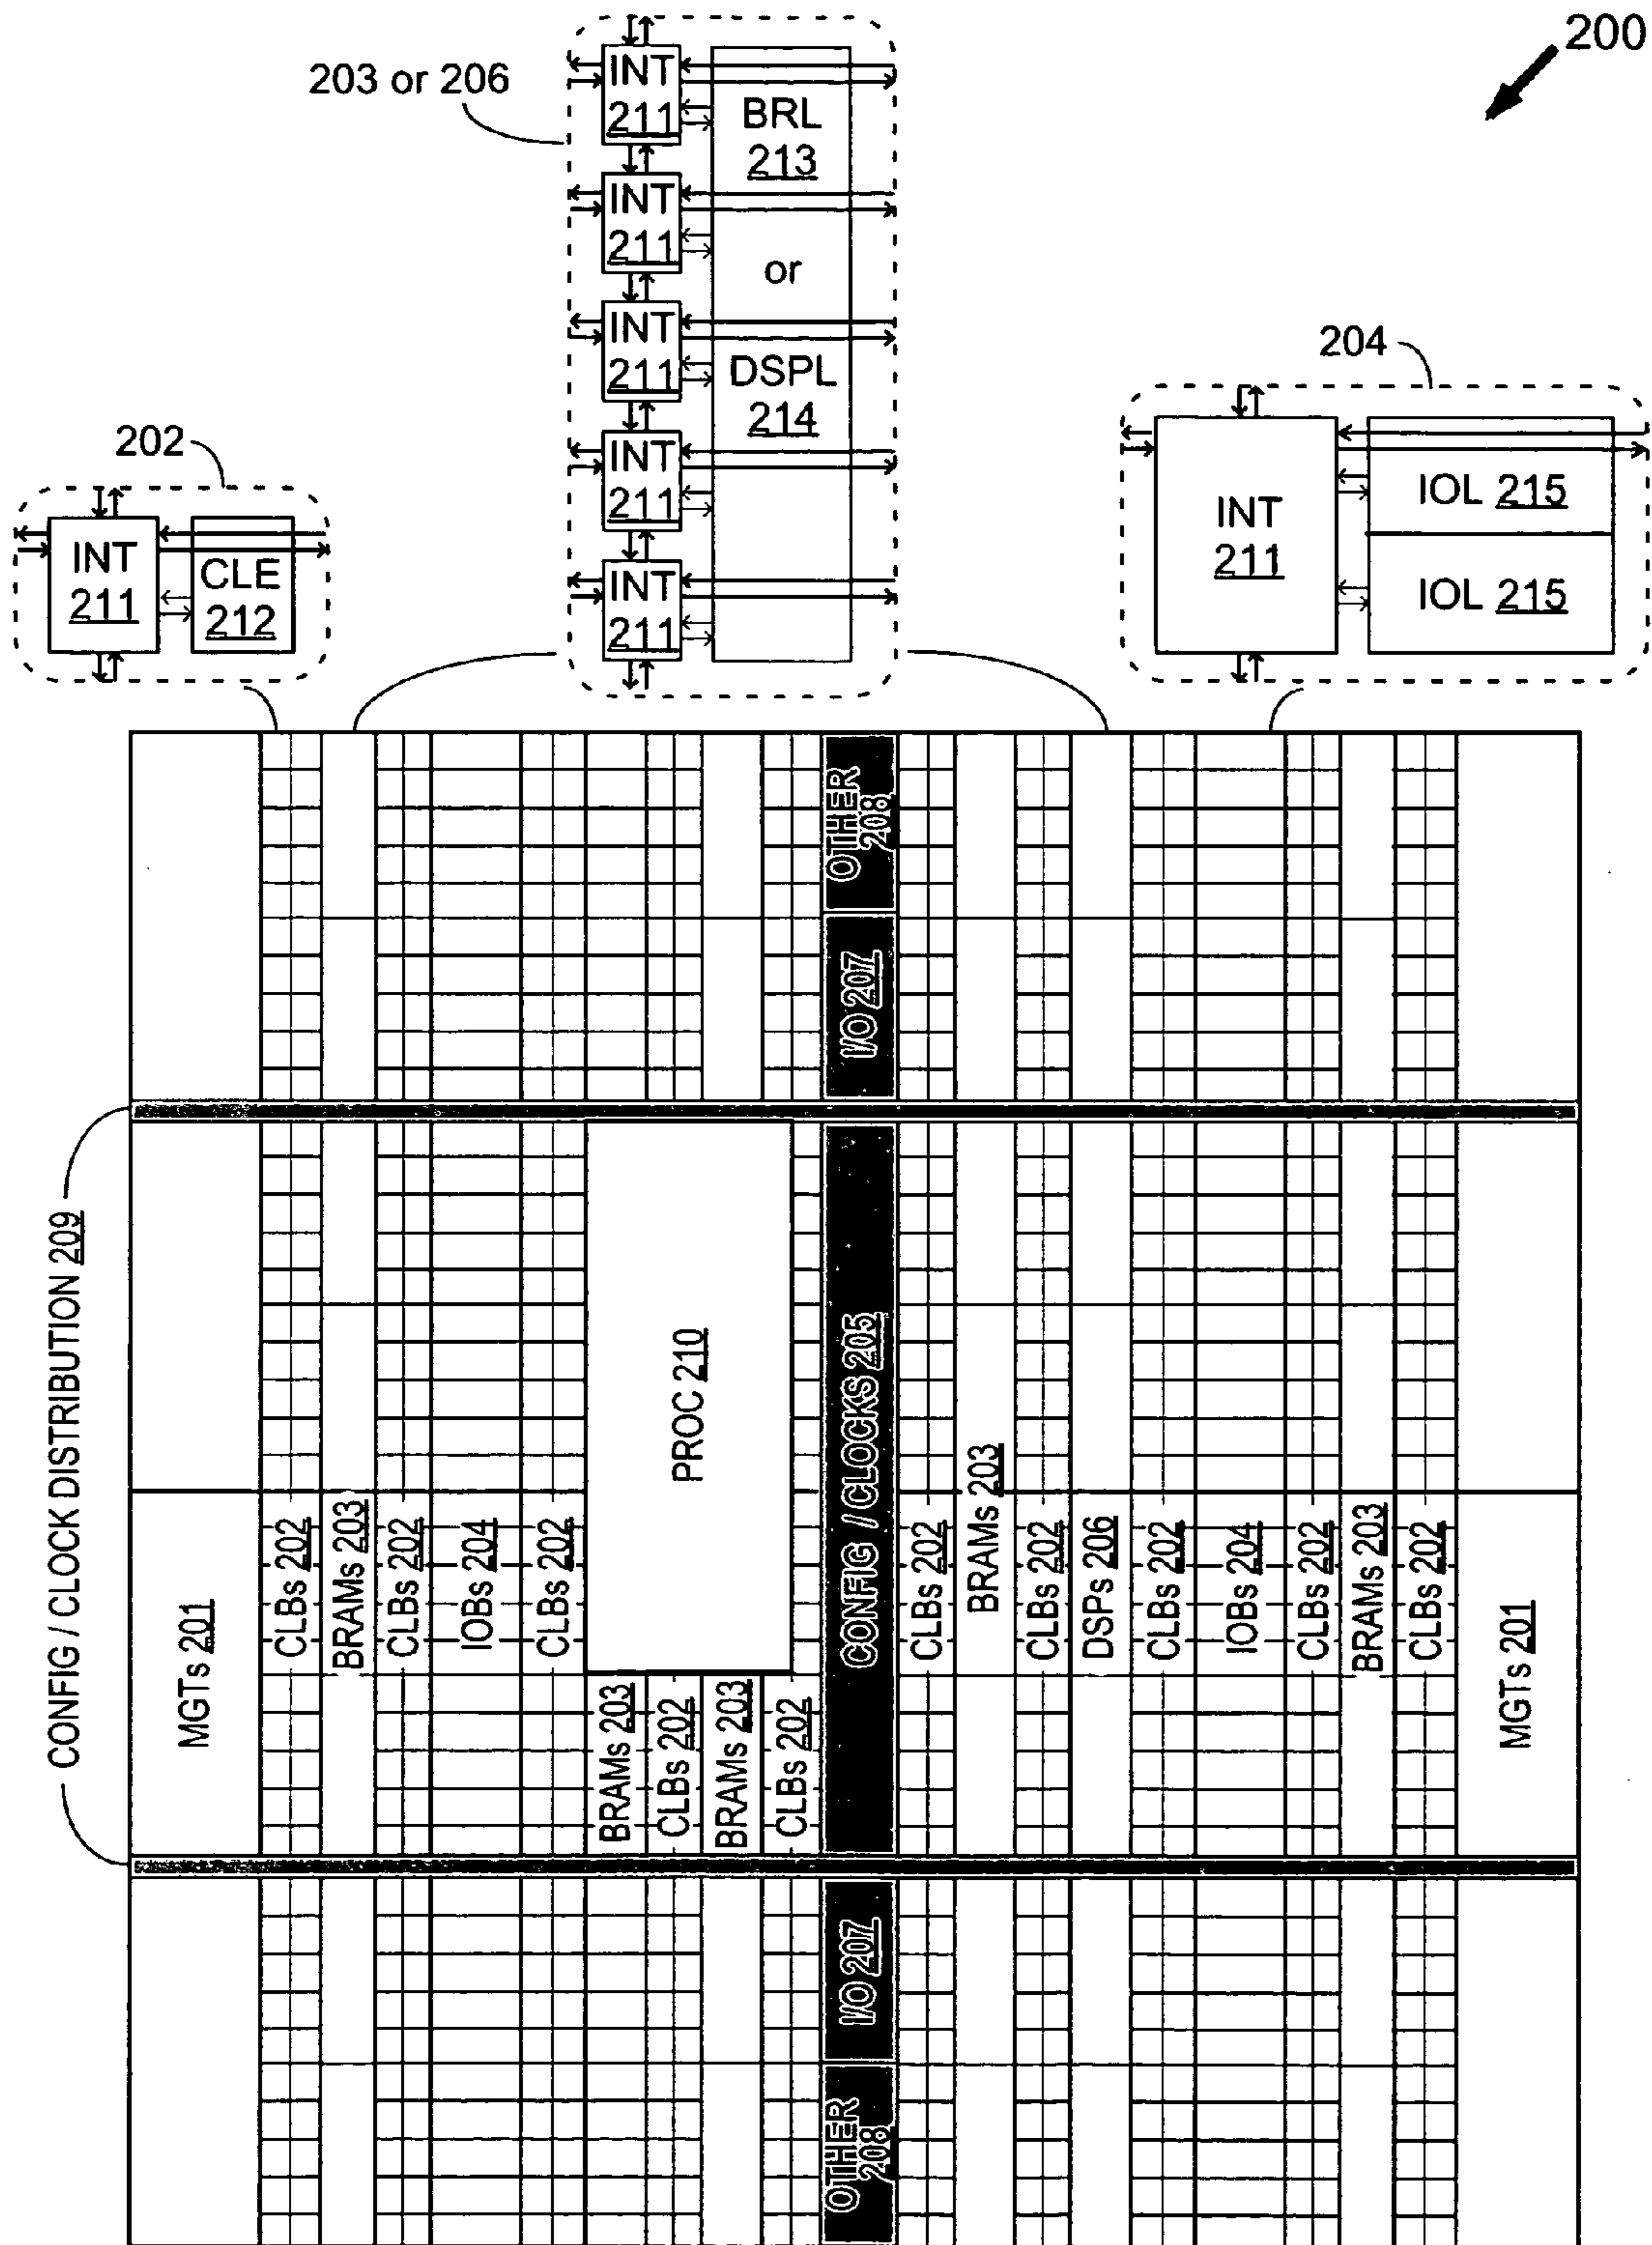 200
203 or 206
INT
211
INT
211
INT
211
INT
211
INT
211
BRL
213
or
DSPL
214
204
INT
211
IOL 215
IOL 215
202
INT
211
CLE
212
OTHER
208
I/O 207
CONFIG / CLOCK DISTRIBUTION 209
PROC 210
CONFIG / CLOCKS 205
MGTs 201
CLBs 202
BRAMs 203
CLBs 202
IOBs 204
CLBs 202
BRAMs 203
CLBs 202
BRAMs 203
CLBs 202
CLBs 202
BRAMs 203
CLBs 202
DSPs 206
CLBs 202
IOBs 204
CLBs 202
BRAMs 203
CLBs 202
MGTs 201
I/O 207
OTHER
208